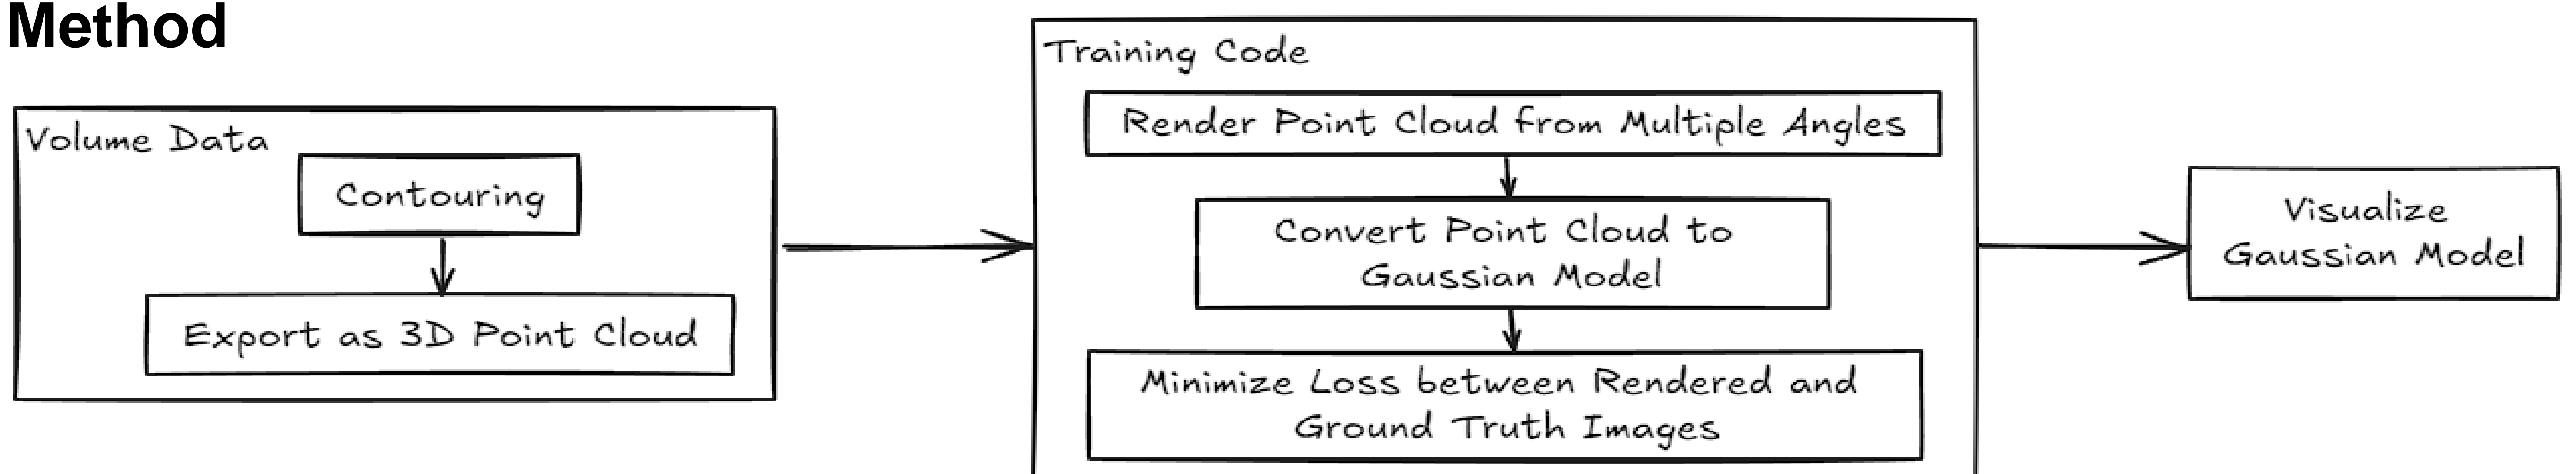 Method
Volume Data
Contouring
Export as 3D Point Cloud
Training Code
Render Point Cloud from Multiple Angles
Convert Point Cloud to
Gaussian Model
Minimize Loss between Rendered and
Ground Truth Images
Visualize
Gaussian Model